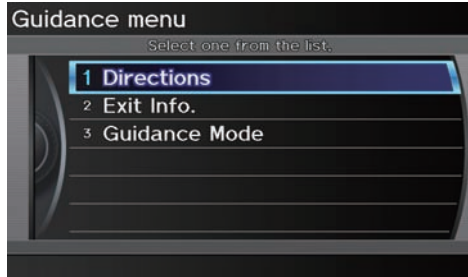 Guidance menu
Select one from the list.
1 Directions
2 Exit Info.
3 Guidance Mode